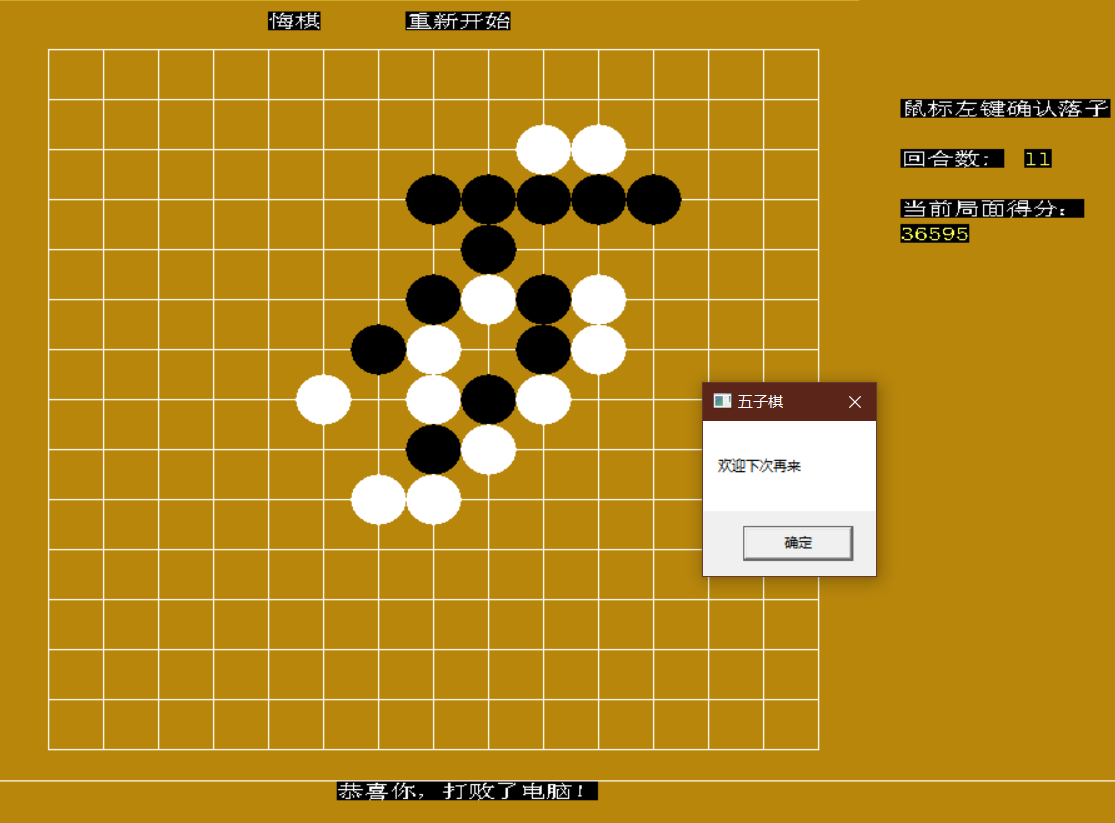 悔棋 重新开始
鼠标左键确认落子
回合数: 11
当前局面得分:
36595
五子棋
欢迎下次再来
确定
恭喜你, 打败了电脑!